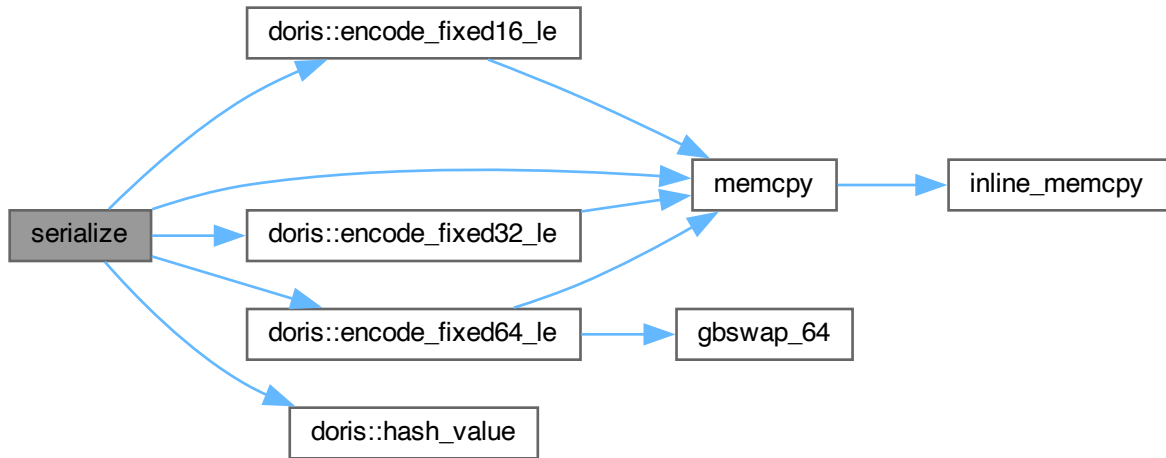 doris::encode_fixed16_le
memcpy
inline_memcpy
serialize
doris::encode_fixed32_le
doris::encode_fixed64_le
gbswap_64
doris::hash_value